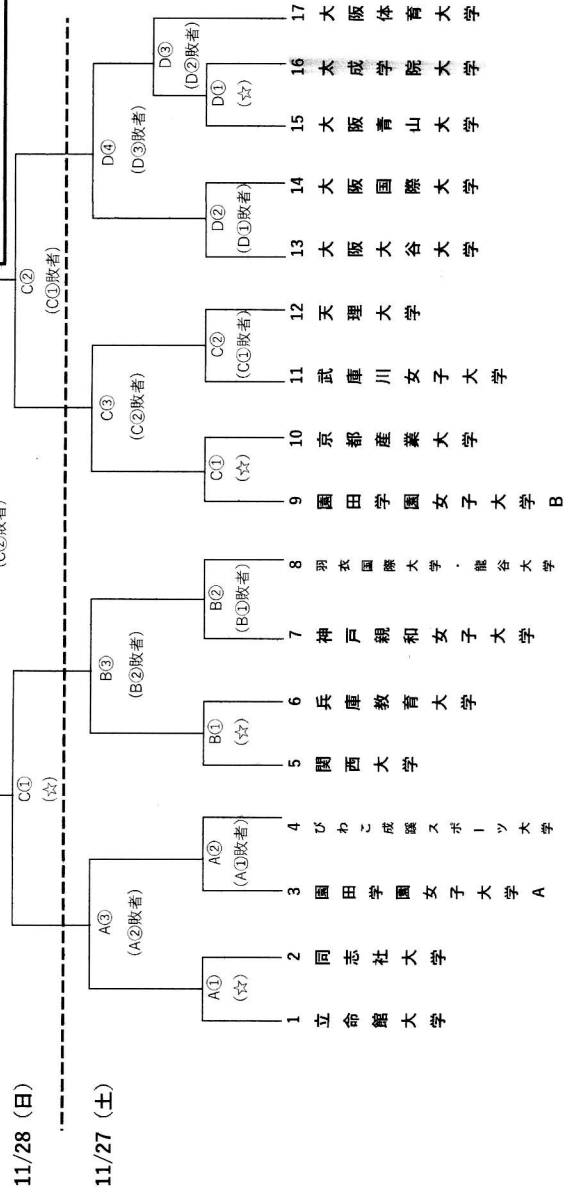 (C②敗者)
11/28（日）
C①
(☆)
C②
(C①敗者)
11/27（土）
A③
(A②敗者)
B③
(B②敗者)
C③
(C②敗者)
D④
(D③敗者)
D③
(D②敗者)
A①
(☆)
A②
(A①敗者)
B①
(☆)
B②
(B①敗者)
C①
(☆)
C②
(C①敗者)
D②
(D①敗者)
D①
(☆)
1 立命館大学
2 同志社大学
3 園田学園女子大学A
4 びわこ成蹊スポーツ大学
5 関西大学
6 兵庫教育大学
7 神戸親和女子大学
8 羽衣国際大学・龍谷大学
9 園田学園女子大学B
10 京都産業大学
11 武庫川女子大学
12 天理大学
13 大阪大谷大学
14 大阪国際大学
15 大阪青山大学
16 太成学院大学
17 大阪体育大学